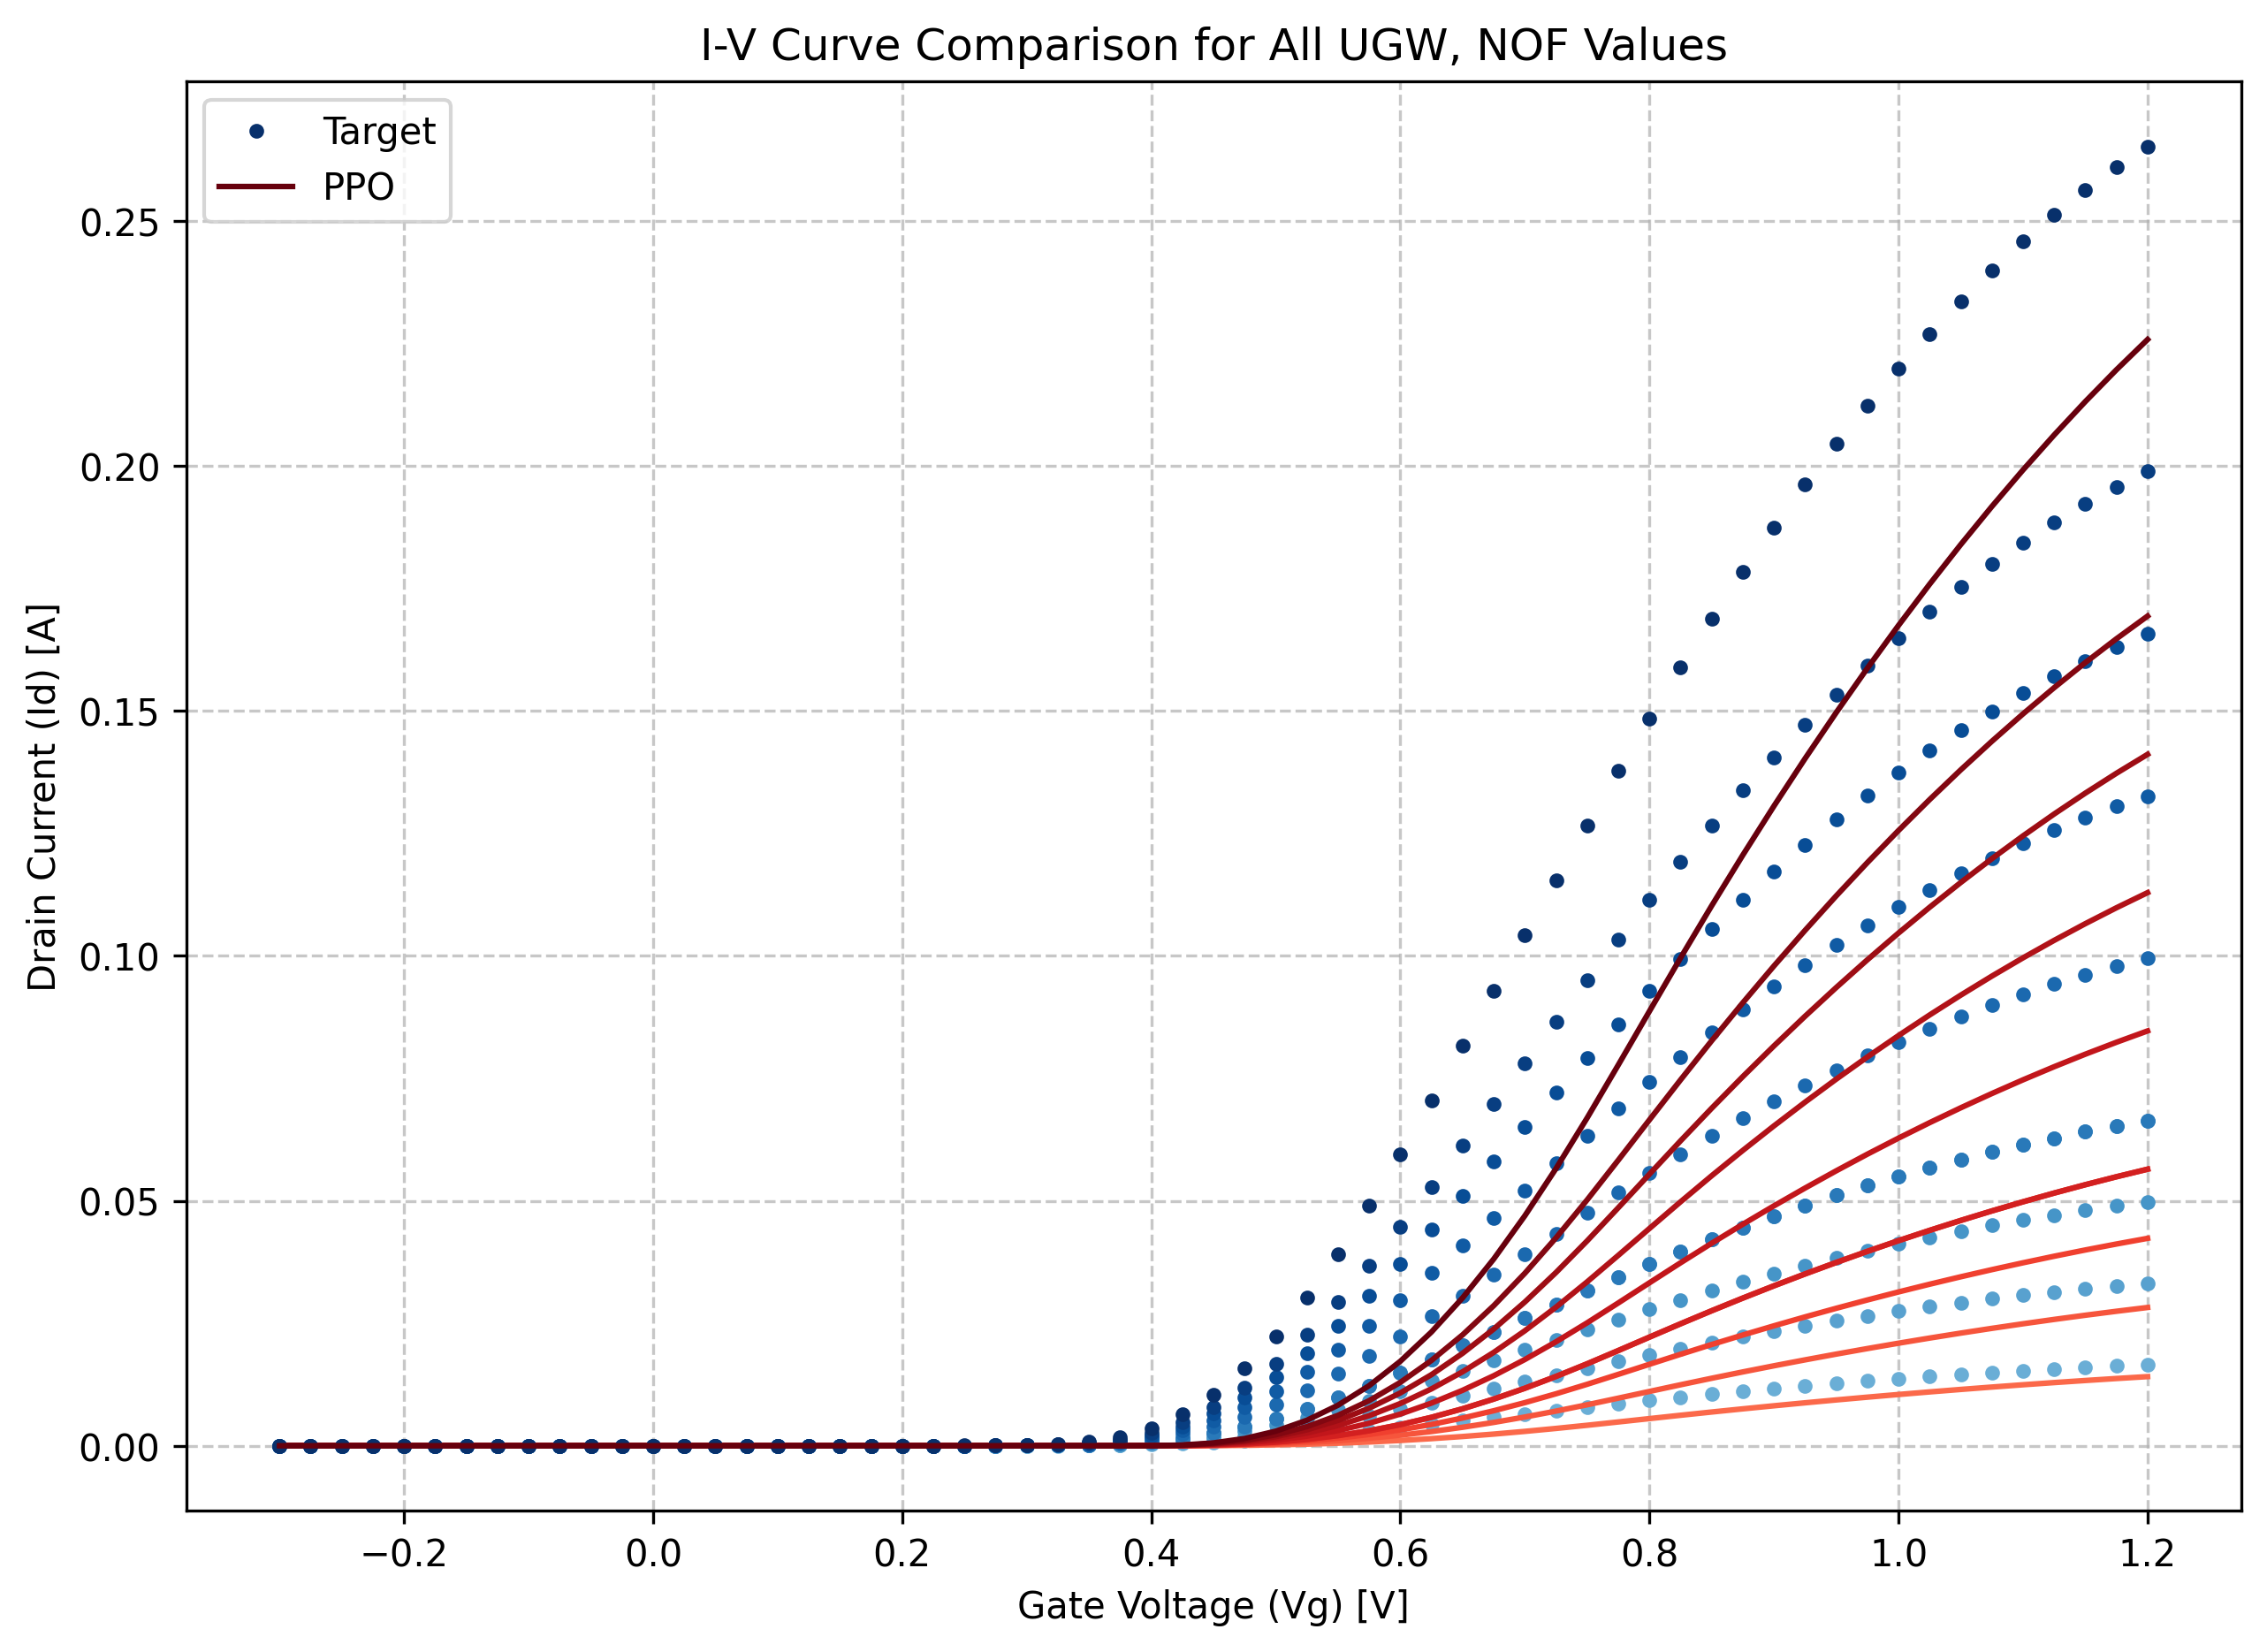 I-V Curve Comparison for All UGW, NOF Values
Target
PPO
0.25
0.20
0.15
0.10
0.05
0.00
Drain Current (Id) [A]
−0.2 0.0 0.2 0.4 0.6 0.8 1.0 1.2
Gate Voltage (Vg) [V]